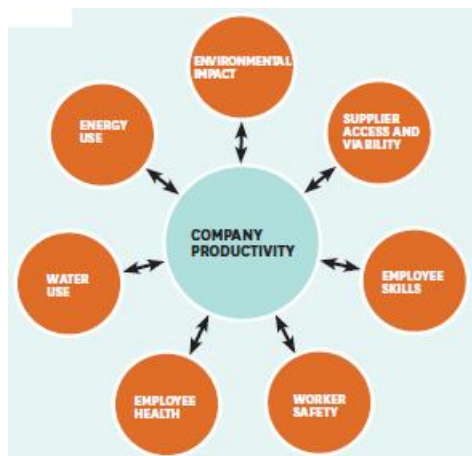 ENVIRONMENTAL
IMPACT
SUPPLIER
ACCESS AND
VIABILITY
ENERGY
USE
COMPANY
PRODUCTIVITY
WATER
USE
EMPLOYEE
SKILLS
EMPLOYEE
HEALTH
WORKER
SAFETY